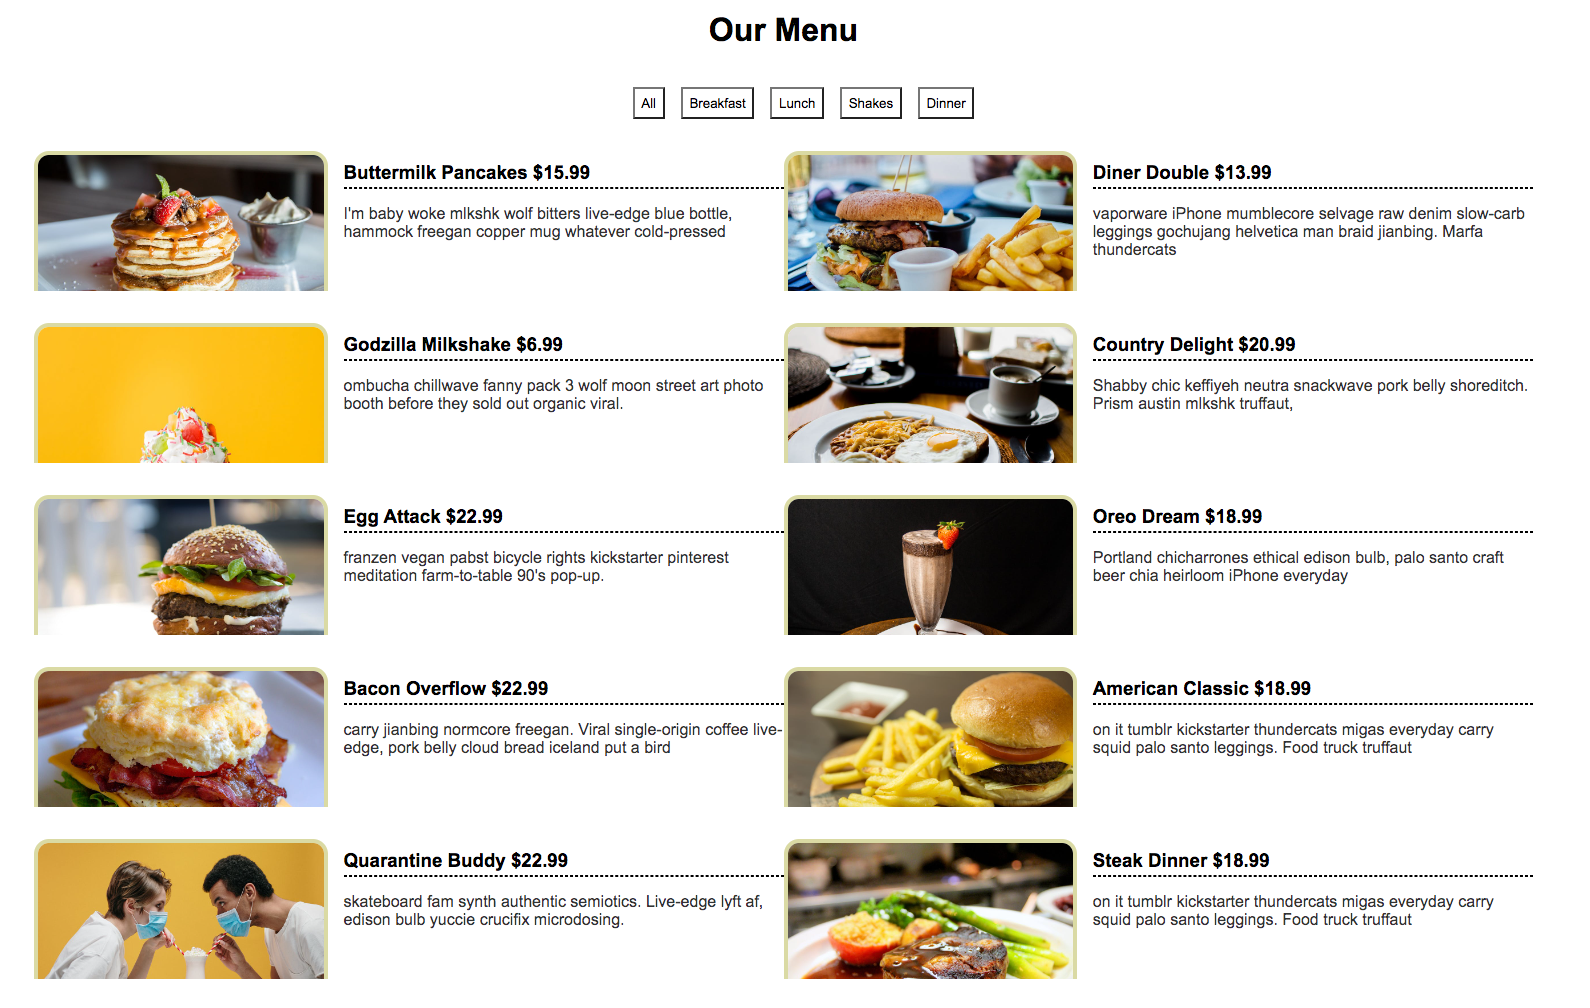 Our Menu
All
Breakfast
Lunch
Shakes
Dinner
Buttermilk Pancakes $15.99
I'm baby woke mlkshk wolf bitters live-edge blue bottle,
hammock freegan copper mug whatever cold-pressed
Diner Double $13.99
vaporware iPhone mumblecore selvage raw denim slow-carb
leggings gochujang helvetica man braid jianbing. Marfa
thundercats
Godzilla Milkshake $6.99
ombucha chillwave fanny pack 3 wolf moon street art photo
booth before they sold out organic viral.
Country Delight $20.99
Shabby chic keffiyeh neutra snackwave pork belly shoreditch.
Prism austin mlkshk truffaut,
Egg Attack $22.99
franzen vegan pabst bicycle rights kickstarter pinterest
meditation farm-to-table 90's pop-up.
Oreo Dream $18.99
Portland chicharrones ethical edison bulb, palo santo craft
beer chia heirloom iPhone everyday
Bacon Overflow $22.99
carry jianbing normcore freegan. Viral single-origin coffee live-
edge, pork belly cloud bread iceland put a bird
American Classic $18.99
on it tumblr kickstarter thundercats migas everyday carry
squid palo santo leggings. Food truck truffaut
Quarantine Buddy $22.99
skateboard fam synth authentic semiotics. Live-edge lyft af,
edison bulb yuccie crucifix microdosing.
Steak Dinner $18.99
on it tumblr kickstarter thundercats migas everyday carry
squid palo santo leggings. Food truck truffaut